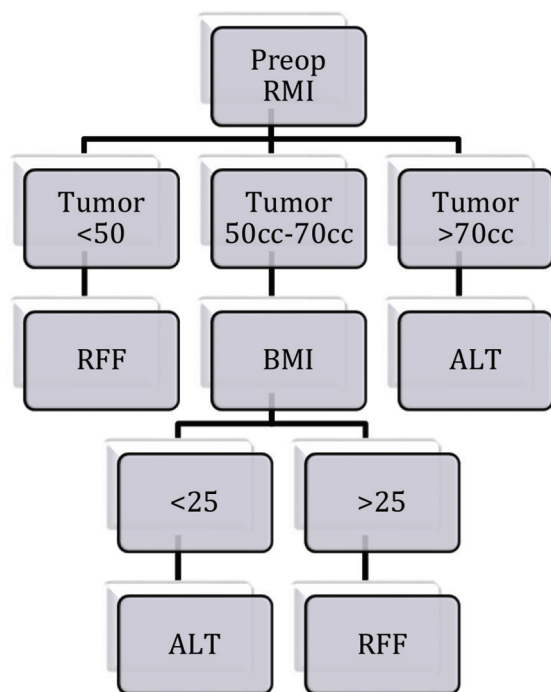 Preop
RMI
Tumor
<50
Tumor
50cc-70cc
Tumor
>70cc
RFF
BMI
ALT
<25
>25
ALT
RFF